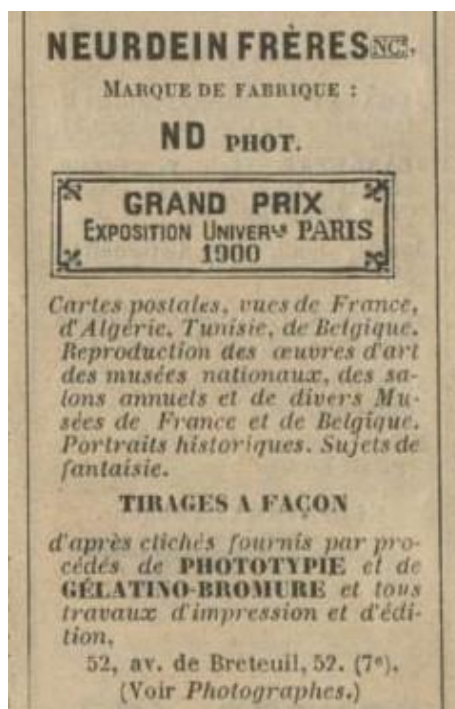 NEURDEIN FRÈRES NC.,
MARQUE DE FABRIQUE :
ND PHOT.
GRAND PRIX
EXPOSITION UNIVERˢˡˡᵉ PARIS
1900
Cartes postales, vues de France,
d'Algérie, Tunisie, de Belgique.
Reproduction des œuvres d'art
des musées nationaux, des sa-
lons annuels et de divers Mu-
sées de France et de Belgique.
Portraits historiques. Sujets de
fantaisie.
TIRAGES A FAÇON
d'après clichés fournis par pro-
cédés de PHOTOTYPIE et de
GÉLATINO-BROMURE et tous
travaux d'impression et d'édi-
tion.
52, av. de Breteuil, 52. (7ᵉ).
(Voir Photographes.)